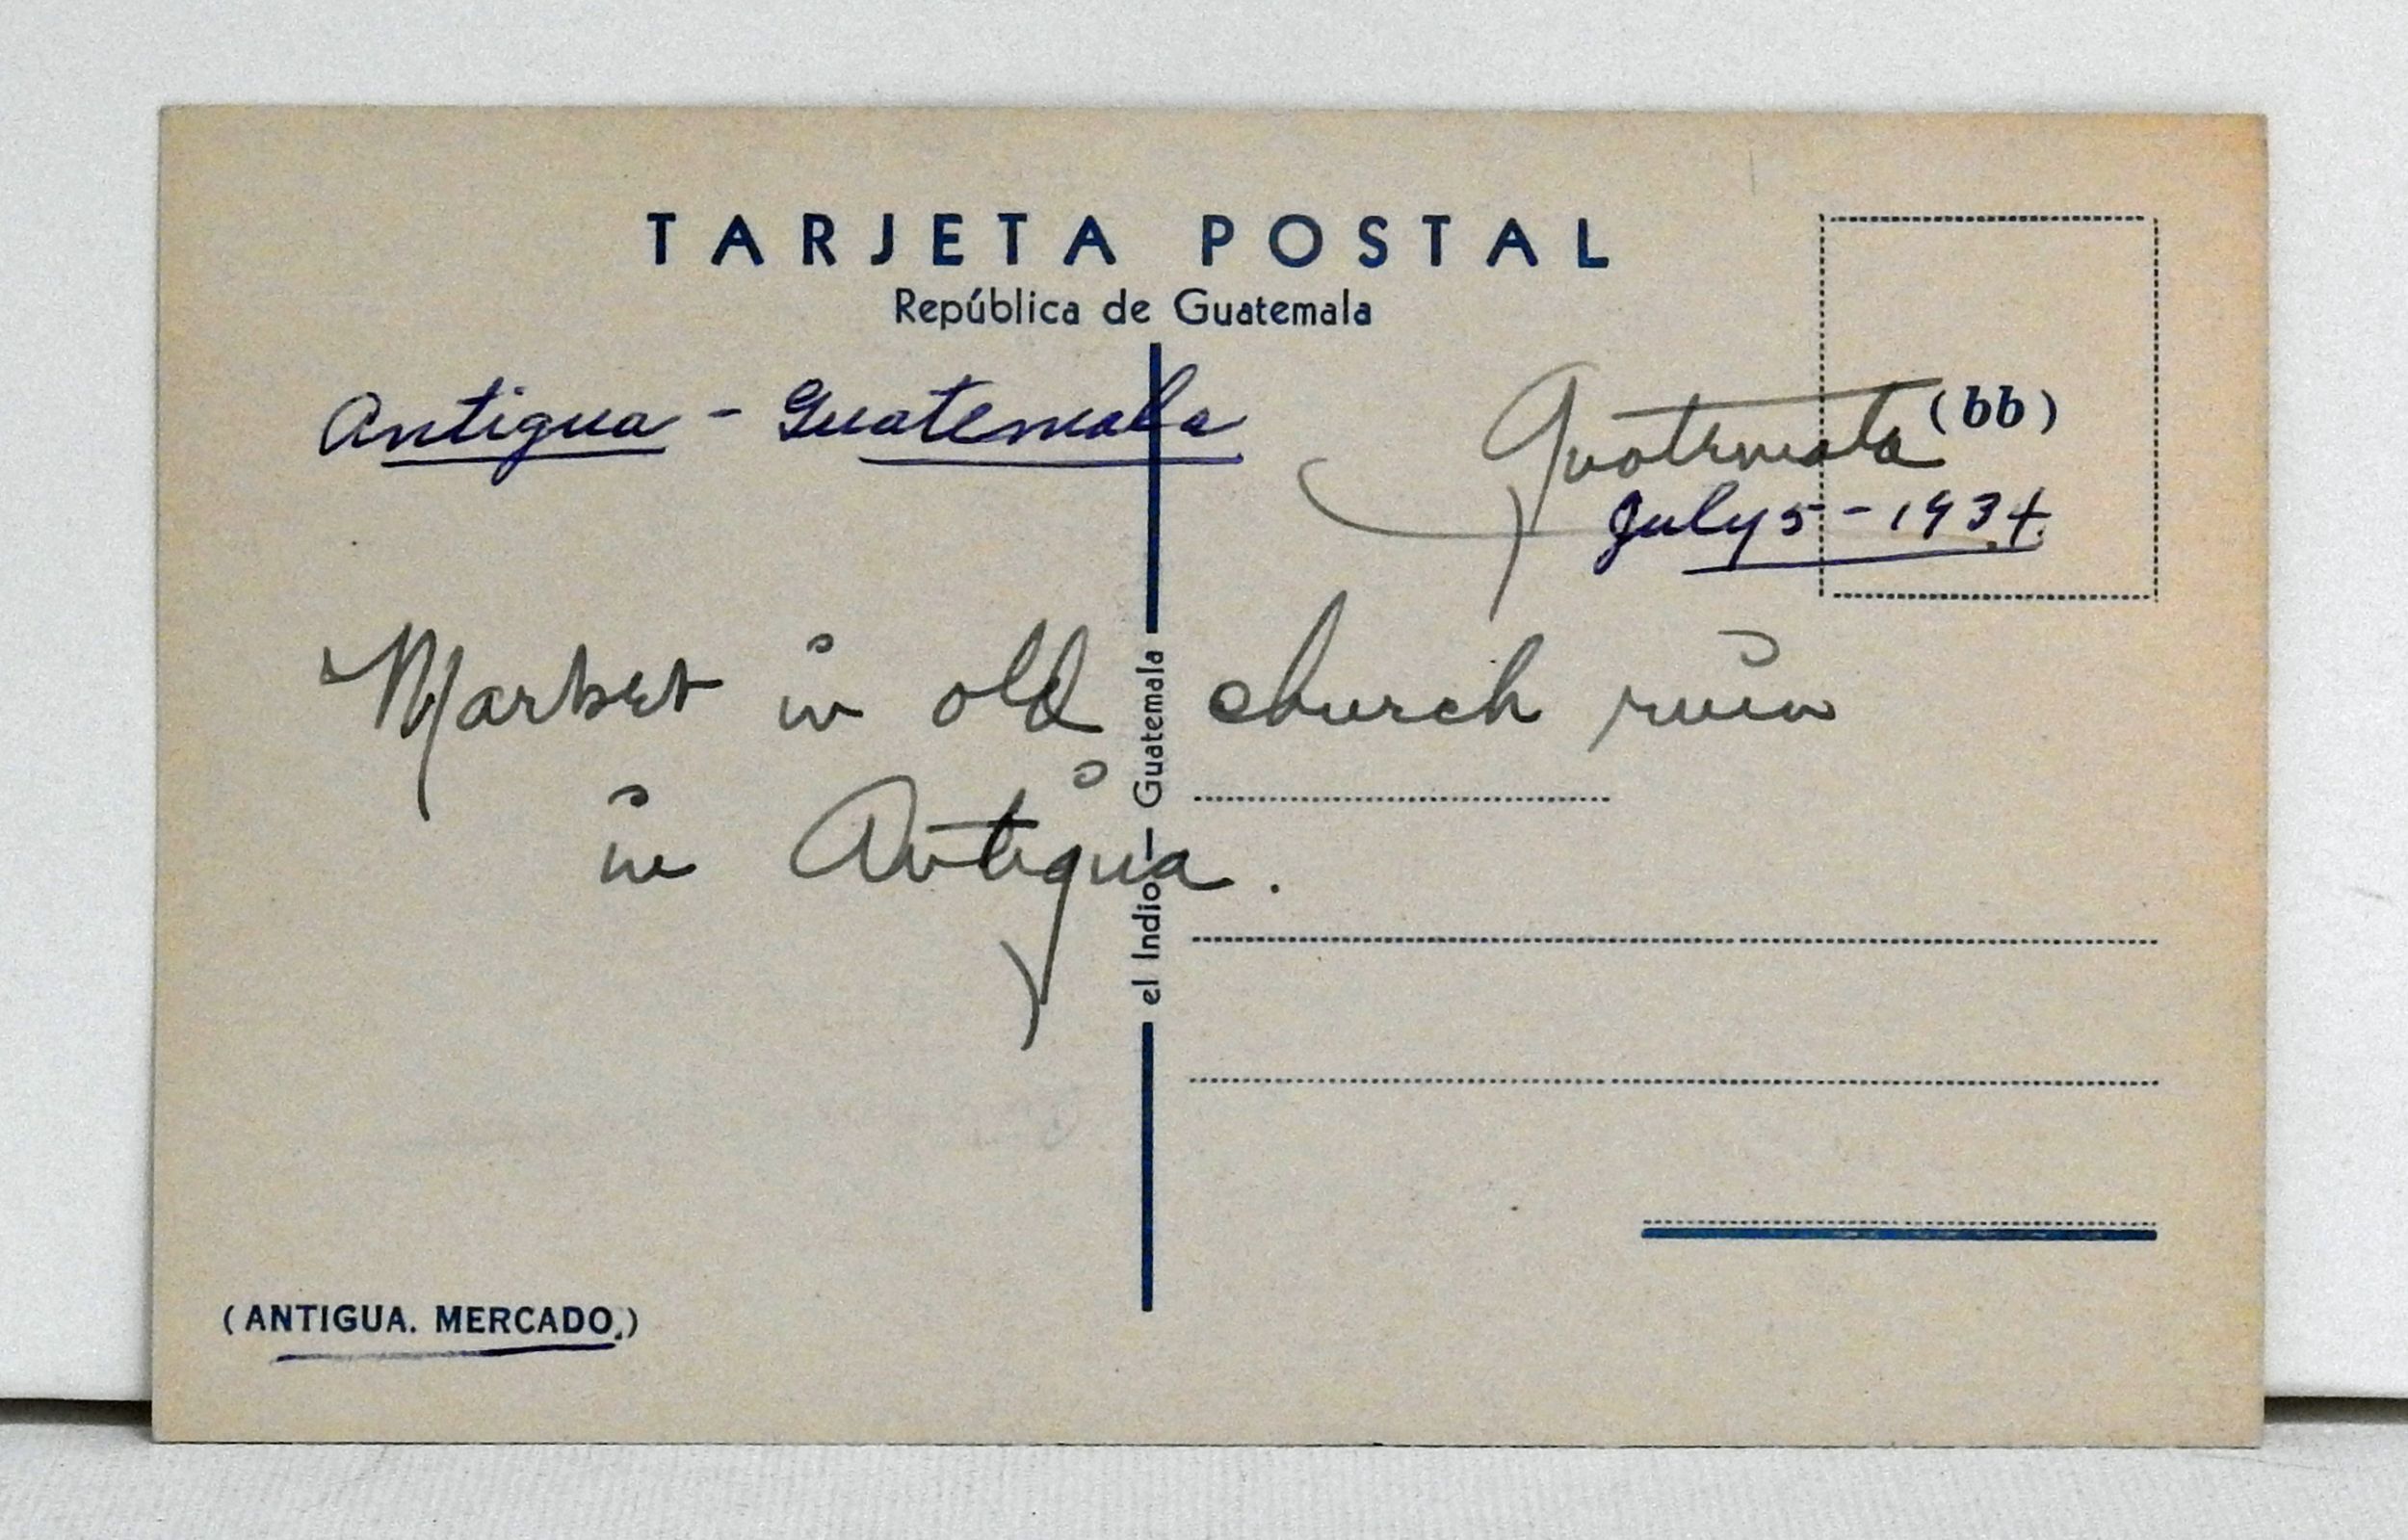 TARJETA POSTAL
República de Guatemala
Antigua - Guatemala
Guatemala (bb)
July 5 - 1934.
Market in old church ruin
in Antigua.
el Indio — Guatemala
(ANTIGUA. MERCADO.)